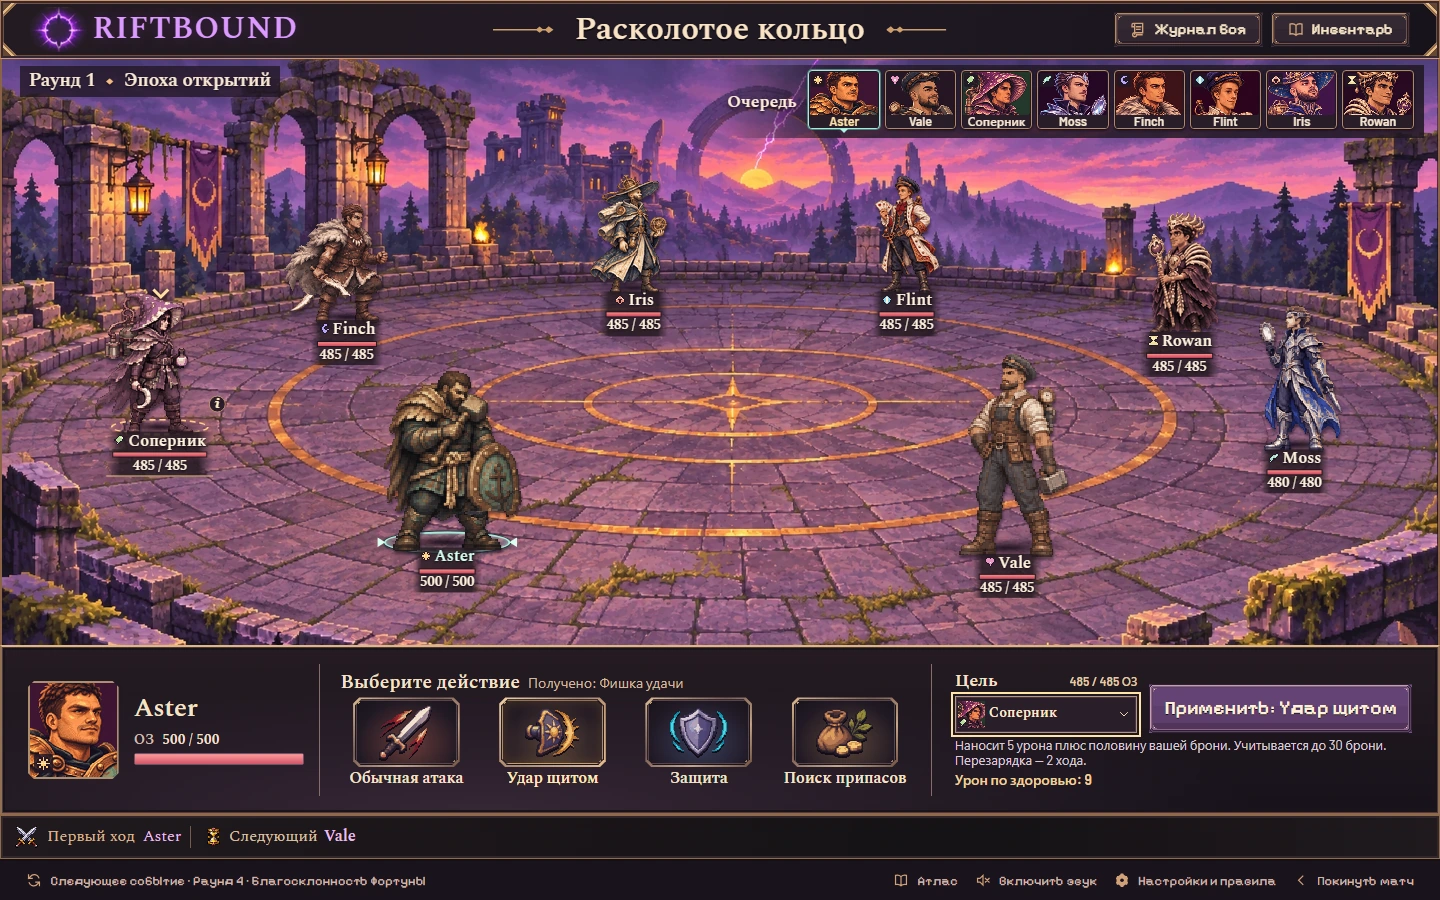 RIFTBOUND
Расколотое кольцо
Журнал боя
Инвентарь
Раунд 1 • Эпоха открытий
Очередь
Aster
Vale
Соперник
Moss
Finch
Flint
Iris
Rowan
Iris
485 / 485
Flint
485 / 485
Finch
485 / 485
Rowan
485 / 485
Соперник
485 / 485
Moss
480 / 480
Aster
500 / 500
Vale
485 / 485
Aster
ОЗ 500 / 500
Выберите действие Получено: Фишка удачи
Обычная атака
Удар щитом
Защита
Поиск припасов
Цель
485 / 485 ОЗ
Соперник
Применить: Удар щитом
Наносит 5 урона плюс половину вашей брони. Учитывается до 30 брони.
Перезарядка — 2 хода.
Урон по здоровью: 9
Первый ход Aster
Следующий Vale
Следующее событие · Раунд 4 · Благосклонность Фортуны
Атлас
Включить звук
Настройки и правила
Покинуть матч